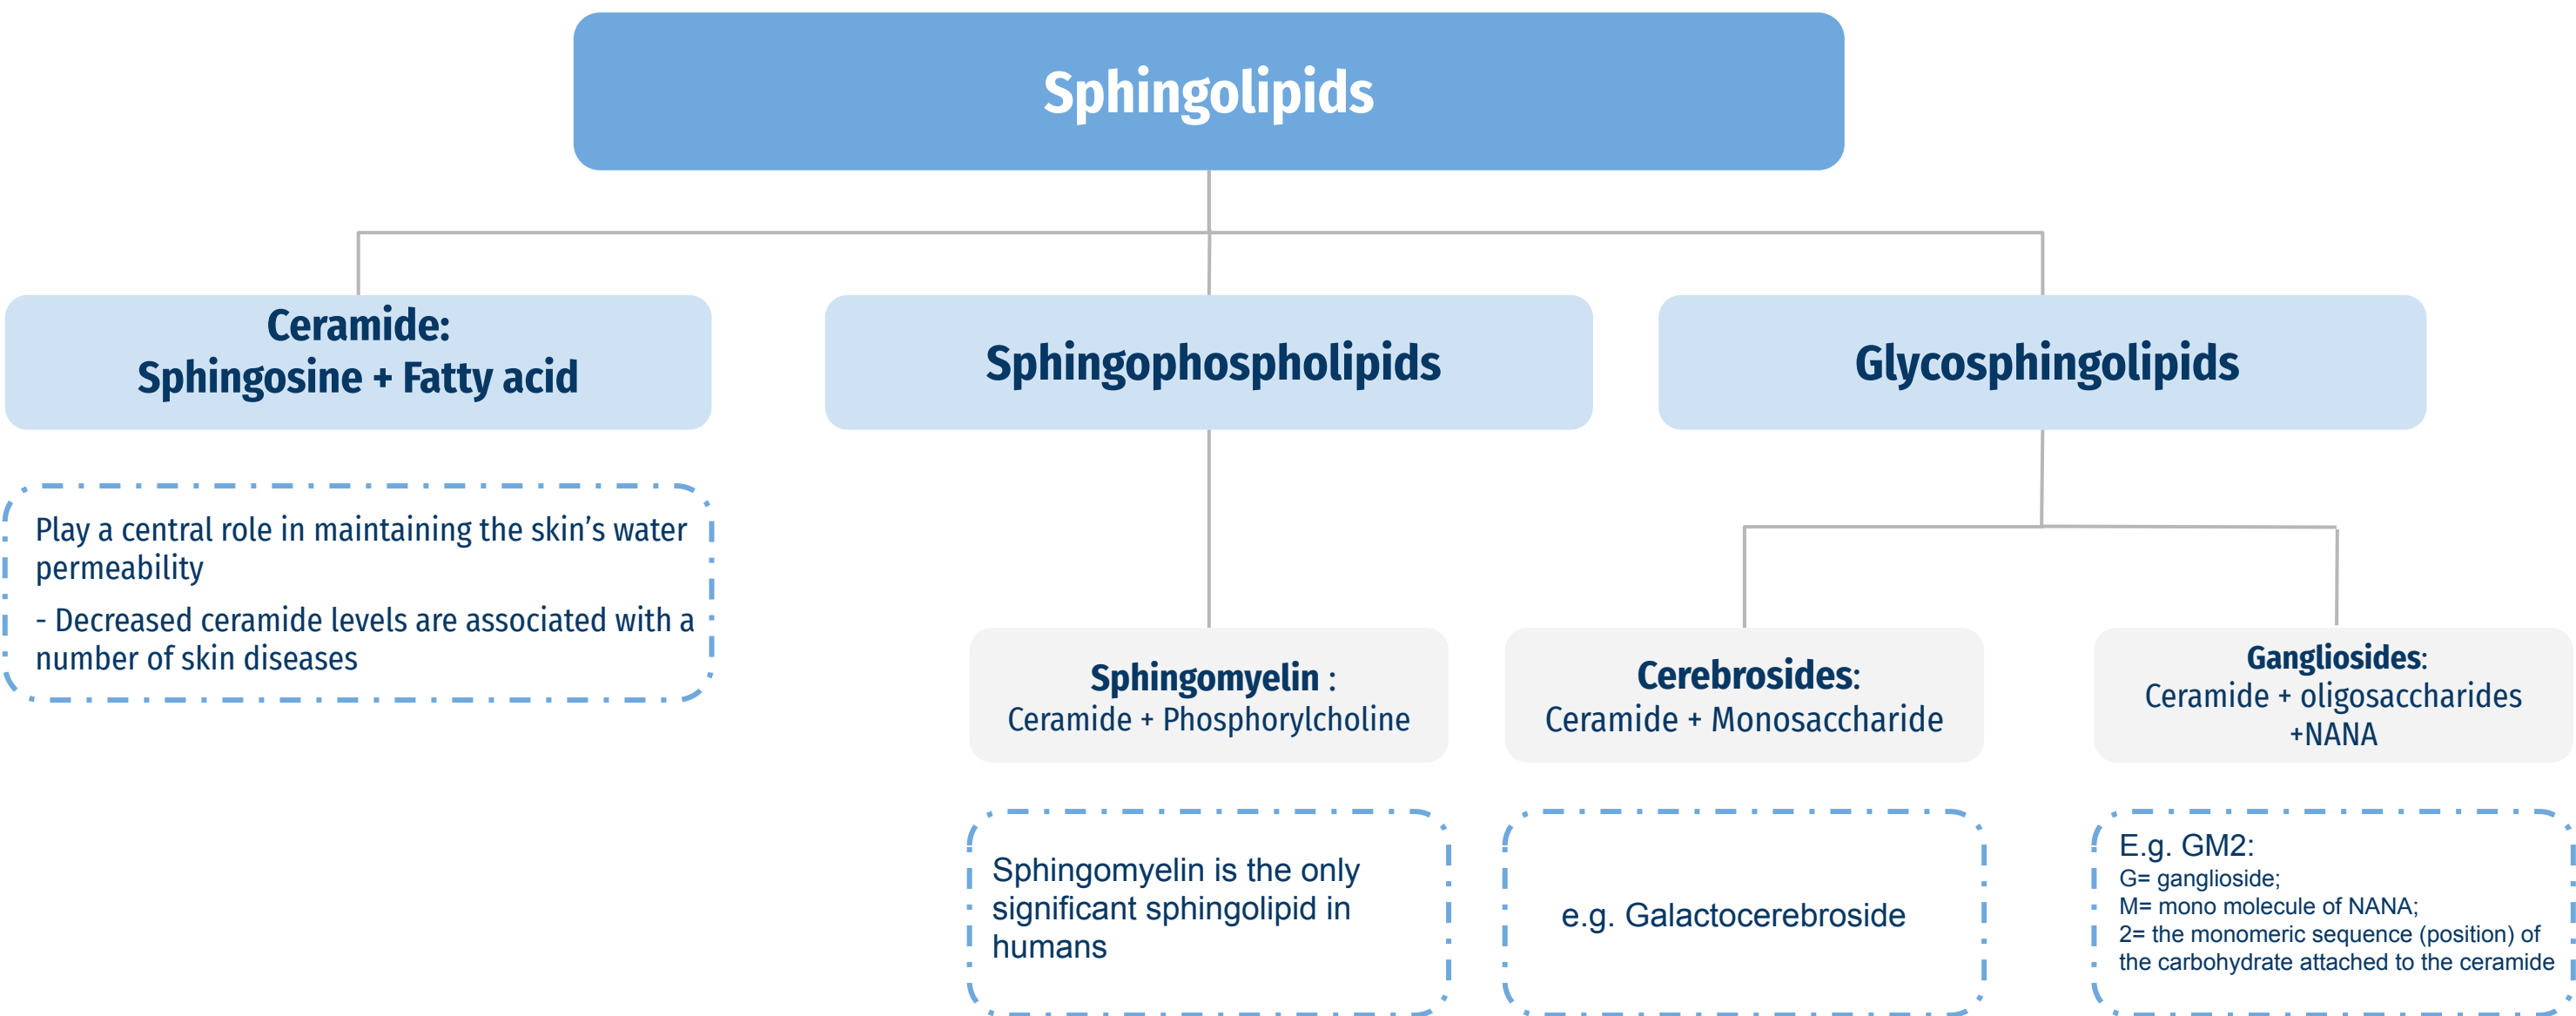 Sphingolipids
Ceramide:
Sphingosine + Fatty acid
Sphingophospholipids
Glycosphingolipids
Play a central role in maintaining the skin’s water
permeability
- Decreased ceramide levels are associated with a
number of skin diseases
Sphingomyelin :
Ceramide + Phosphorylcholine
Cerebrosides:
Ceramide + Monosaccharide
Gangliosides:
Ceramide + oligosaccharides
+NANA
Sphingomyelin is the only
significant sphingolipid in
humans
e.g. Galactocerebroside
E.g. GM2:
G= ganglioside;
M= mono molecule of NANA;
2= the monomeric sequence (position) of
the carbohydrate attached to the ceramide